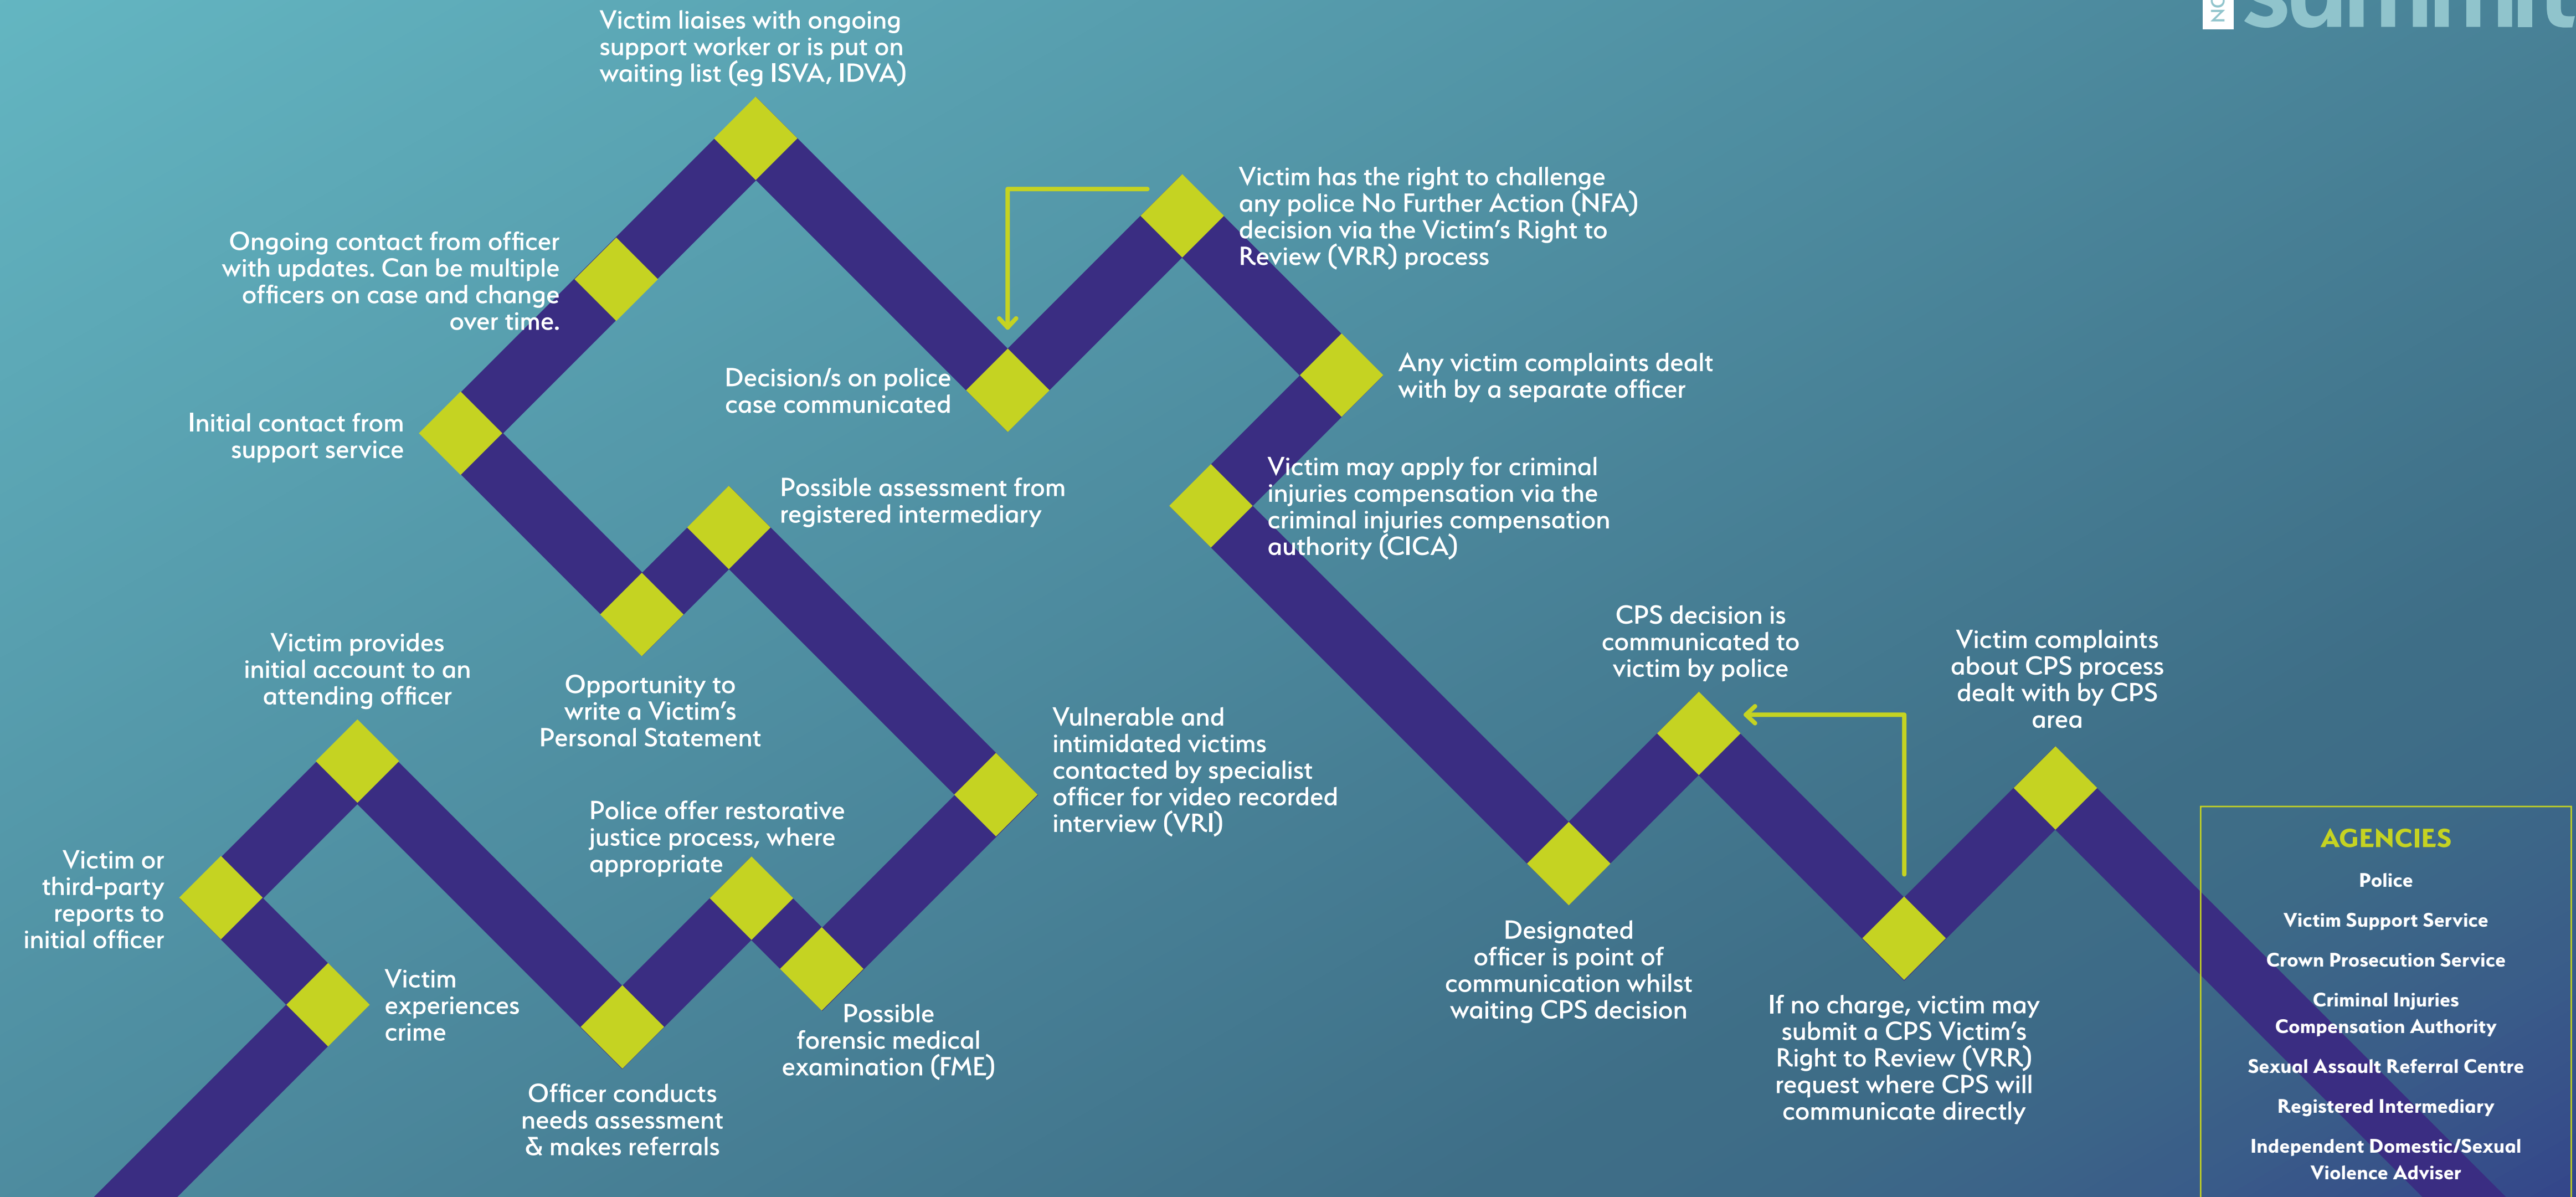 summit
Victim liaises with ongoing
support worker or is put on
waiting list (eg ISVA, IDVA)
Victim has the right to challenge
any police No Further Action (NFA)
decision via the Victim’s Right to
Review (VRR) process
Ongoing contact from officer
with updates. Can be multiple
officers on case and change
over time.
Decision/s on police
case communicated
Any victim complaints dealt
with by a separate officer
Initial contact from
support service
Possible assessment from
registered intermediary
Victim may apply for criminal
injuries compensation via the
criminal injuries compensation
authority (CICA)
Victim provides
initial account to an
attending officer
Opportunity to
write a Victim’s
Personal Statement
Vulnerable and
intimidated victims
contacted by specialist
officer for video recorded
interview (VRI)
CPS decision is
communicated to
victim by police
Victim complaints
about CPS process
dealt with by CPS
area
Police offer restorative
justice process, where
appropriate
Victim or
third-party
reports to
initial officer
Victim
experiences
crime
Possible
forensic medical
examination (FME)
Officer conducts
needs assessment
& makes referrals
Designated
officer is point of
communication whilst
waiting CPS decision
If no charge, victim may
submit a CPS Victim’s
Right to Review (VRR)
request where CPS will
communicate directly
AGENCIES
Police
Victim Support Service
Crown Prosecution Service
Criminal Injuries
Compensation Authority
Sexual Assault Referral Centre
Registered Intermediary
Independent Domestic/Sexual
Violence Adviser